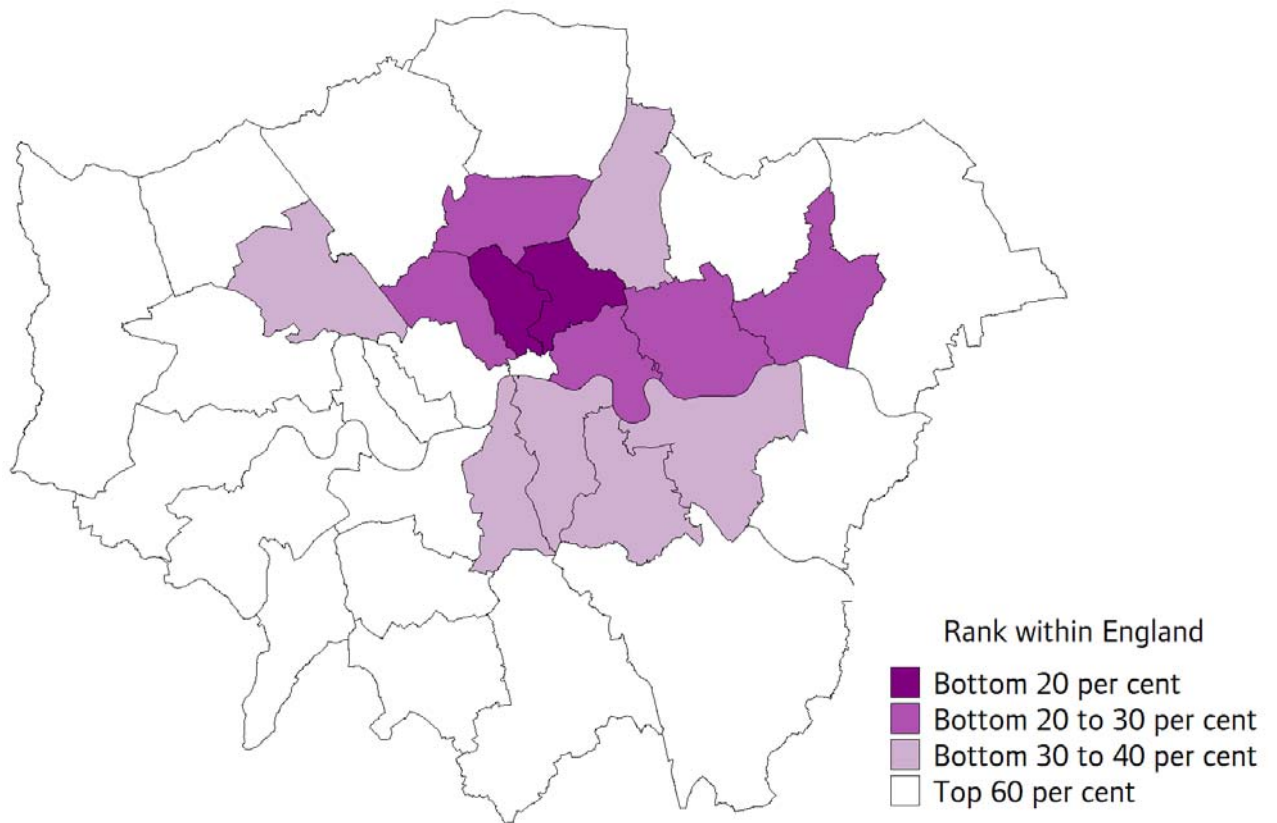 Rank within England
Bottom 20 per cent
Bottom 20 to 30 per cent
Bottom 30 to 40 per cent
Top 60 per cent